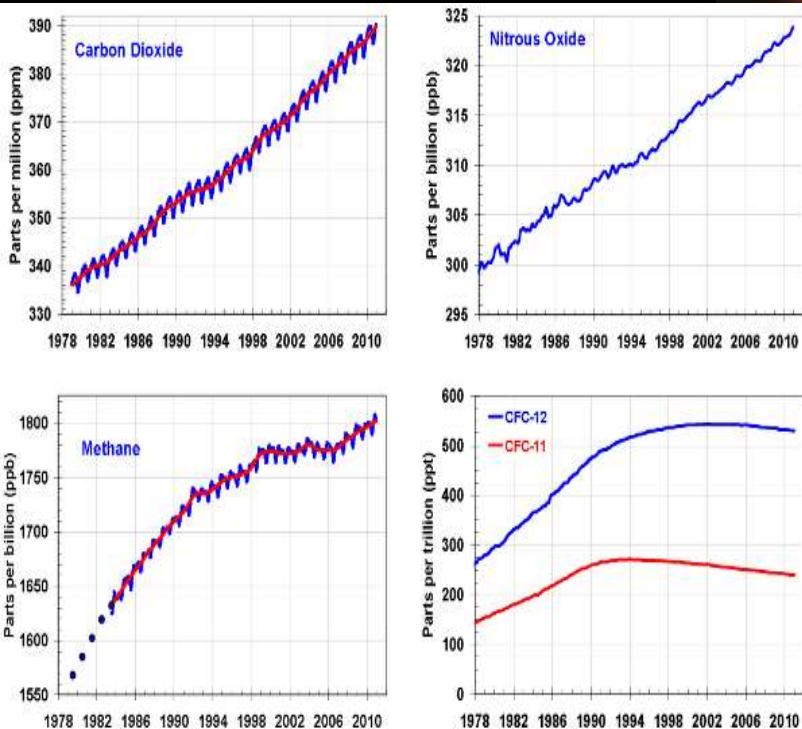 Carbon Dioxide
Parts per million (ppm)
390
380
370
360
350
340
330
1978 1982 1986 1990 1994 1998 2002 2006 2010
Nitrous Oxide
Parts per billion (ppb)
325
320
315
310
305
300
295
1978 1982 1986 1990 1994 1998 2002 2006 2010
Methane
Parts per billion (ppb)
1800
1750
1700
1650
1600
1550
1978 1982 1986 1990 1994 1998 2002 2006 2010
CFC-12
CFC-11
Parts per trillion (ppt)
600
500
400
300
200
100
0
1978 1982 1986 1990 1994 1998 2002 2006 2010